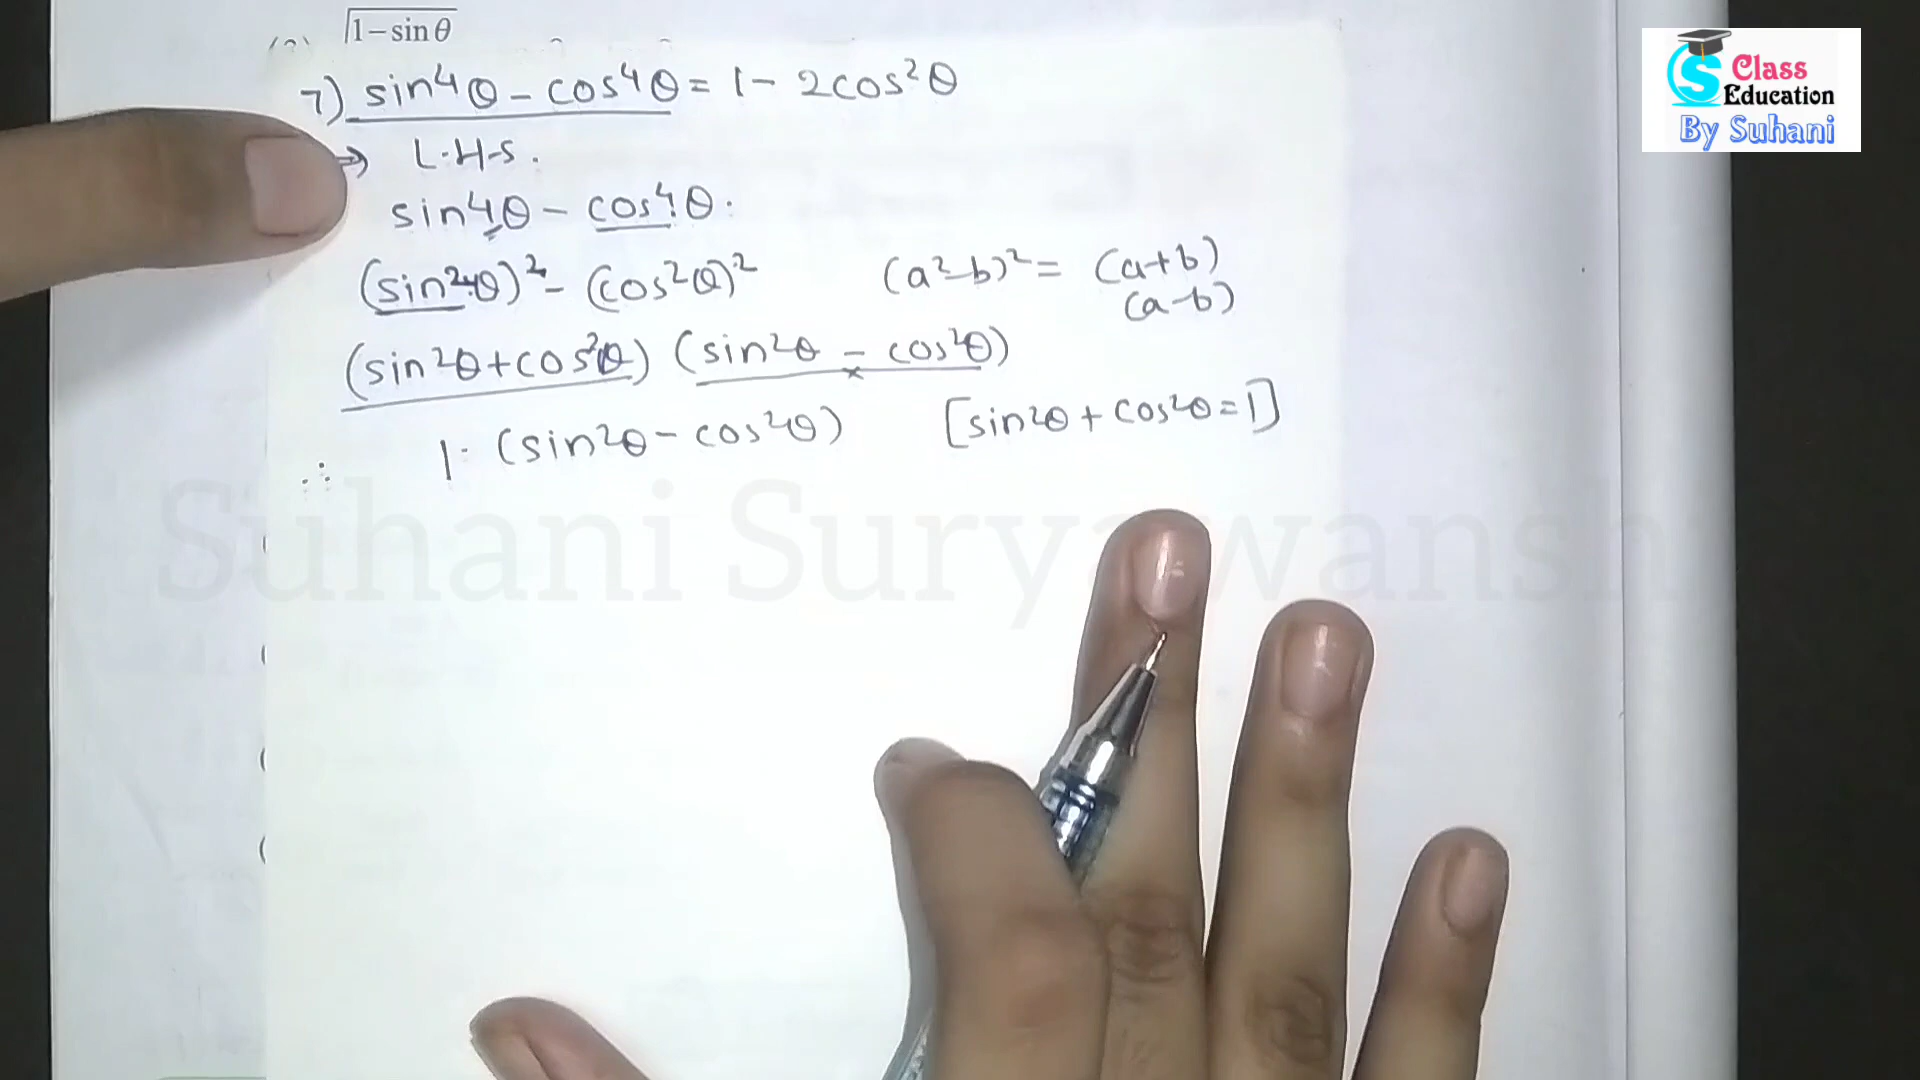 √1−sin θ
Class
Education
By Suhani
7) sin⁴θ − cos⁴θ = 1 − 2cos²θ
⇒ L.H.S.
sin⁴θ − cos⁴θ.
(sin²θ)² − (cos²θ)² (a²−b)² = (a+b)
(a−b)
(sin²θ+cos²θ) (sin²θ − cos²θ)
∴ 1. (sin²θ − cos²θ) [sin²θ + cos²θ = 1]
Suhani Suryawansh